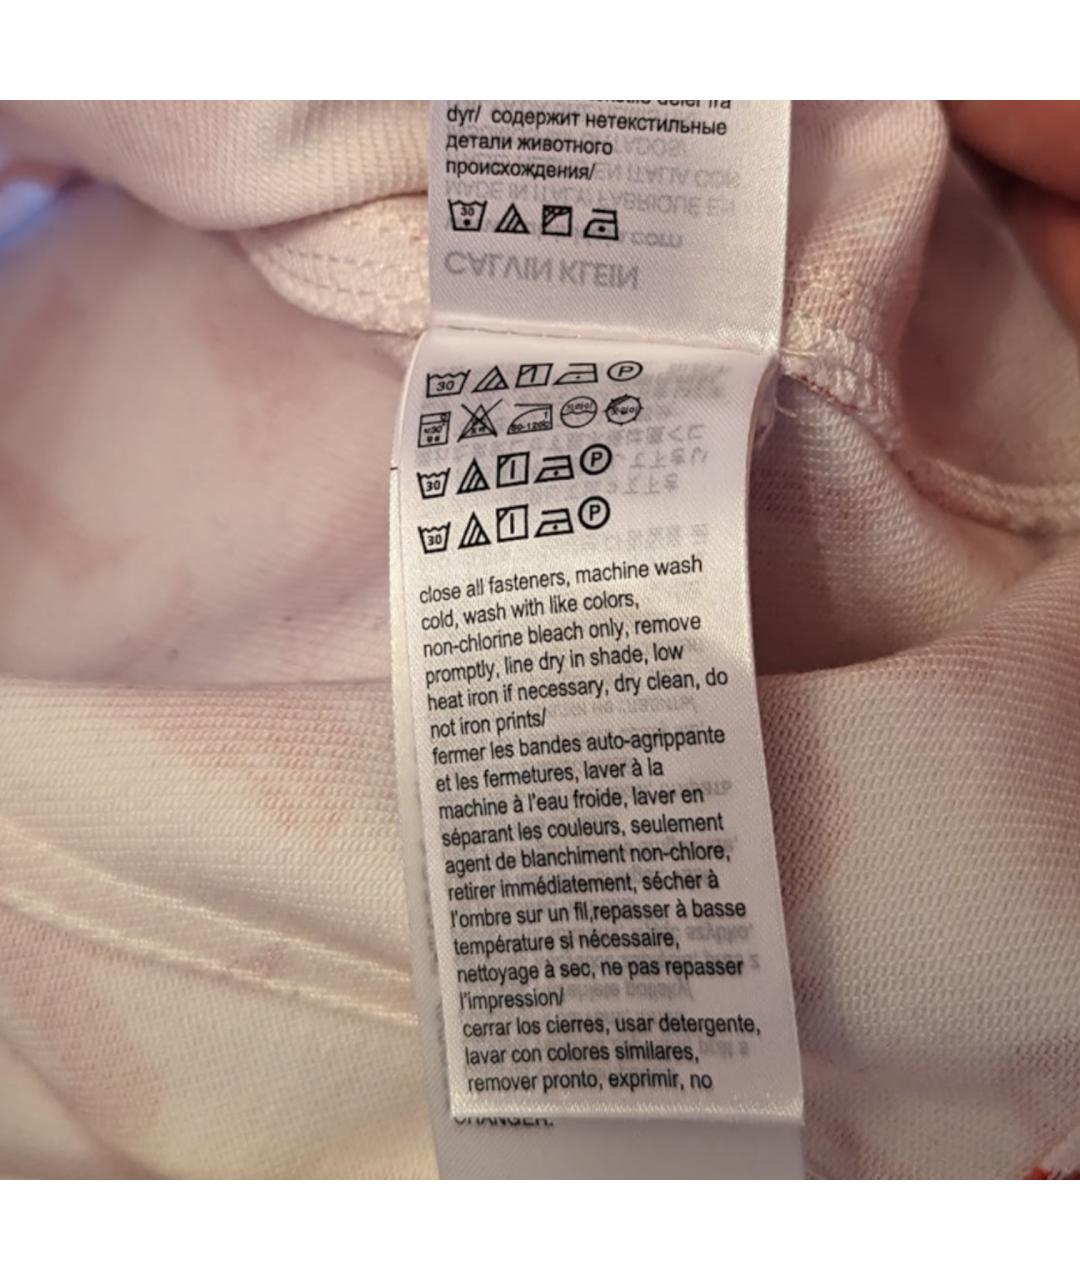 dyr/ содержит нетекстильные
детали животного
происхождения/
30
CALVIN KLEIN
30 P
30 P
30 P
close all fasteners, machine wash
cold, wash with like colors,
non-chlorine bleach only, remove
promptly, line dry in shade, low
heat iron if necessary, dry clean, do
not iron prints/
fermer les bandes auto-agrippante
et les fermetures, laver à la
machine à l'eau froide, laver en
séparant les couleurs, seulement
agent de blanchiment non-chlore,
retirer immédiatement, sécher à
l'ombre sur un fil,repasser à basse
température si nécessaire,
nettoyage à sec, ne pas repasser
l'impression/
cerrar los cierres, usar detergente,
lavar con colores similares,
remover pronto, exprimir, no